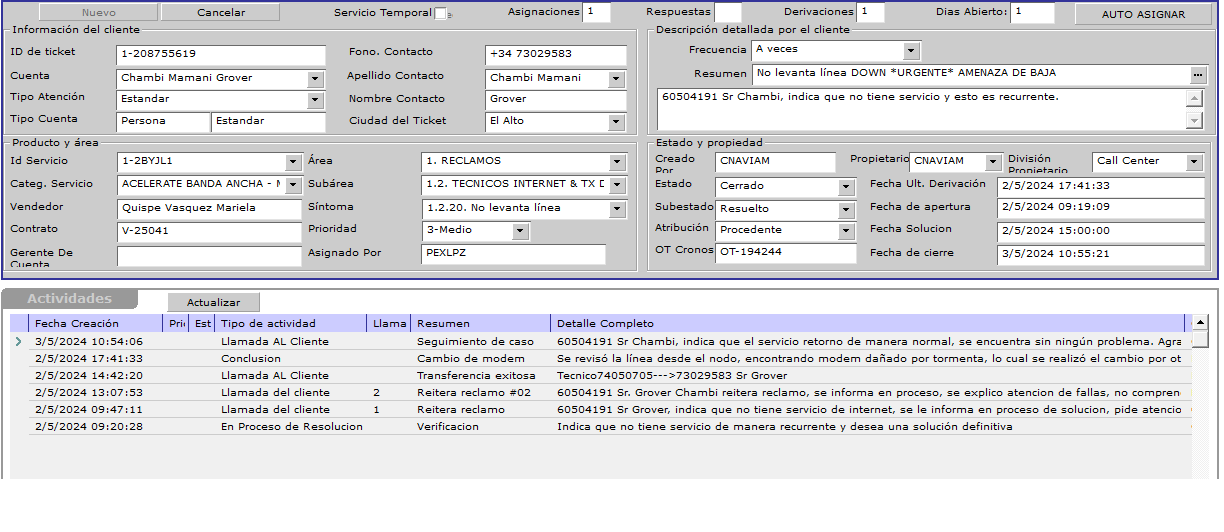 Nuevo Cancelar Servicio Temporal Asignaciones 1 Respuestas Derivaciones 1 Dias Abierto: 1 AUTO ASIGNAR
Información del cliente
ID de ticket 1-208755619 Fono. Contacto +34 73029583
Cuenta Chambi Mamani Grover Apellido Contacto Chambi Mamani
Tipo Atención Estandar Nombre Contacto Grover
Tipo Cuenta Persona Estandar Ciudad del Ticket El Alto
Descripción detallada por el cliente
Frecuencia A veces
Resumen No levanta línea DOWN *URGENTE* AMENAZA DE BAJA ...
60504191 Sr Chambi, indica que no tiene servicio y esto es recurrente.
Producto y área
Id Servicio 1-2BYJL1 Área 1. RECLAMOS
Categ. Servicio ACELERATE BANDA ANCHA - Subárea 1.2. TECNICOS INTERNET & TX
Vendedor Quispe Vasquez Mariela Síntoma 1.2.20. No levanta línea
Contrato V-25041 Prioridad 3-Medio
Gerente De Cuenta Asignado Por PEXLPZ
Estado y propiedad
Creado Por CNAVIAM Propietario CNAVIAM División Propietario Call Center
Estado Cerrado Fecha Ult. Derivación 2/5/2024 17:41:33
Subestado Resuelto Fecha de apertura 2/5/2024 09:19:09
Atribución Procedente Fecha Solucion 2/5/2024 15:00:00
OT Cronos OT-194244 Fecha de cierre 3/5/2024 10:55:21
Actividades Actualizar
Fecha Creación Pri Est Tipo de actividad Llama Resumen Detalle Completo
3/5/2024 10:54:06 Llamada AL Cliente Seguimiento de caso 60504191 Sr Chambi, indica que el servicio retorno de manera normal, se encuentra sin ningún problema. Agra
2/5/2024 17:41:33 Conclusion Cambio de modem Se revisó la línea desde el nodo, encontrando modem dañado por tormenta, lo cual se realizó el cambio por ot
2/5/2024 14:42:20 Llamada AL Cliente Transferencia exitosa Tecnico74050705--->73029583 Sr Grover
2/5/2024 13:07:53 Llamada del cliente 2 Reitera reclamo #02 60504191 Sr. Grover Chambi reitera reclamo, se informa en proceso, se explico atencion de fallas, no compren
2/5/2024 09:47:11 Llamada del cliente 1 Reitera reclamo 60504191 Sr Grover, indica que no tiene servicio de internet, se le informa en proceso de solucion, pide atencio
2/5/2024 09:20:28 En Proceso de Resolucion Verificacion Indica que no tiene servicio de manera recurrente y desea una solución definitiva